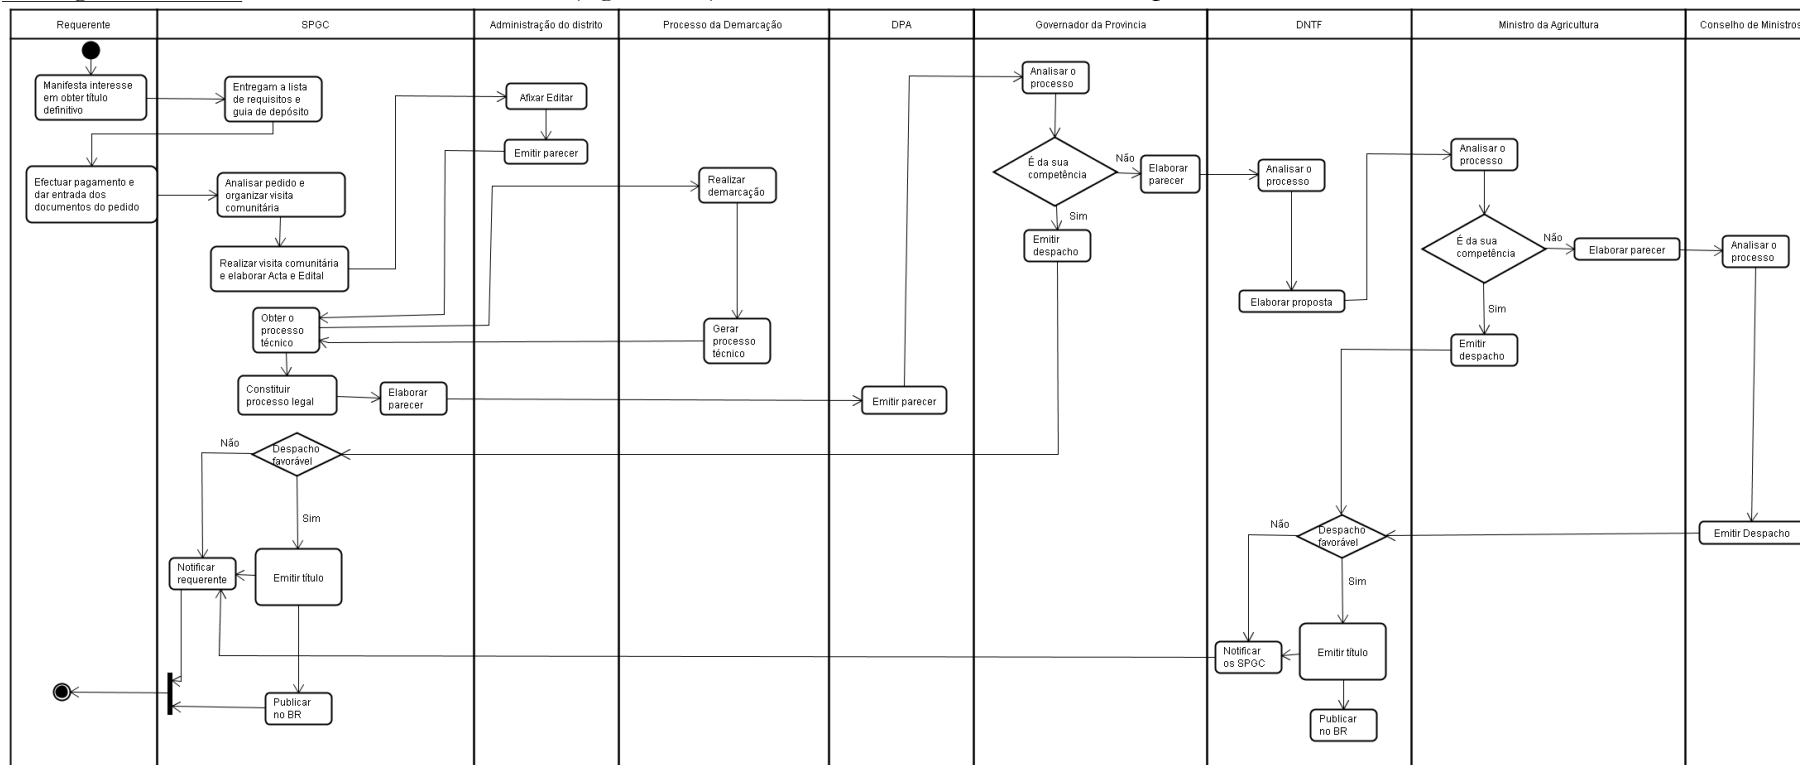 Requerente
SPGC
Administração do distrito
Processo da Demarcação
DPA
Governador da Provincia
DNTF
Ministro da Agricultura
Conselho de Ministros
Manifesta interesse
em obter título
definitivo
Entregam a lista
de requisitos e
guia de depósito
Efectuar pagamento e
dar entrada dos
documentos do pedido
Analisar pedido e
organizar visita
comunitária
Realizar visita comunitária
e elaborar Acta e Edital
Afixar Editar
Emitir parecer
Obter o
processo
técnico
Realizar
demarcação
Gerar
processo
técnico
Constituir
processo legal
Elaborar
parecer
Emitir parecer
Analisar o
processo
É da sua
competência
Não
Elaborar
parecer
Sim
Emitir
despacho
Analisar o
processo
Elaborar proposta
Analisar o
processo
É da sua
competência
Não
Elaborar parecer
Sim
Emitir
despacho
Analisar o
processo
Emitir Despacho
Despacho
favorável
Não
Sim
Notificar
requerente
Emitir título
Publicar
no BR
Despacho
favorável
Não
Sim
Notificar
os SPGC
Emitir título
Publicar
no BR